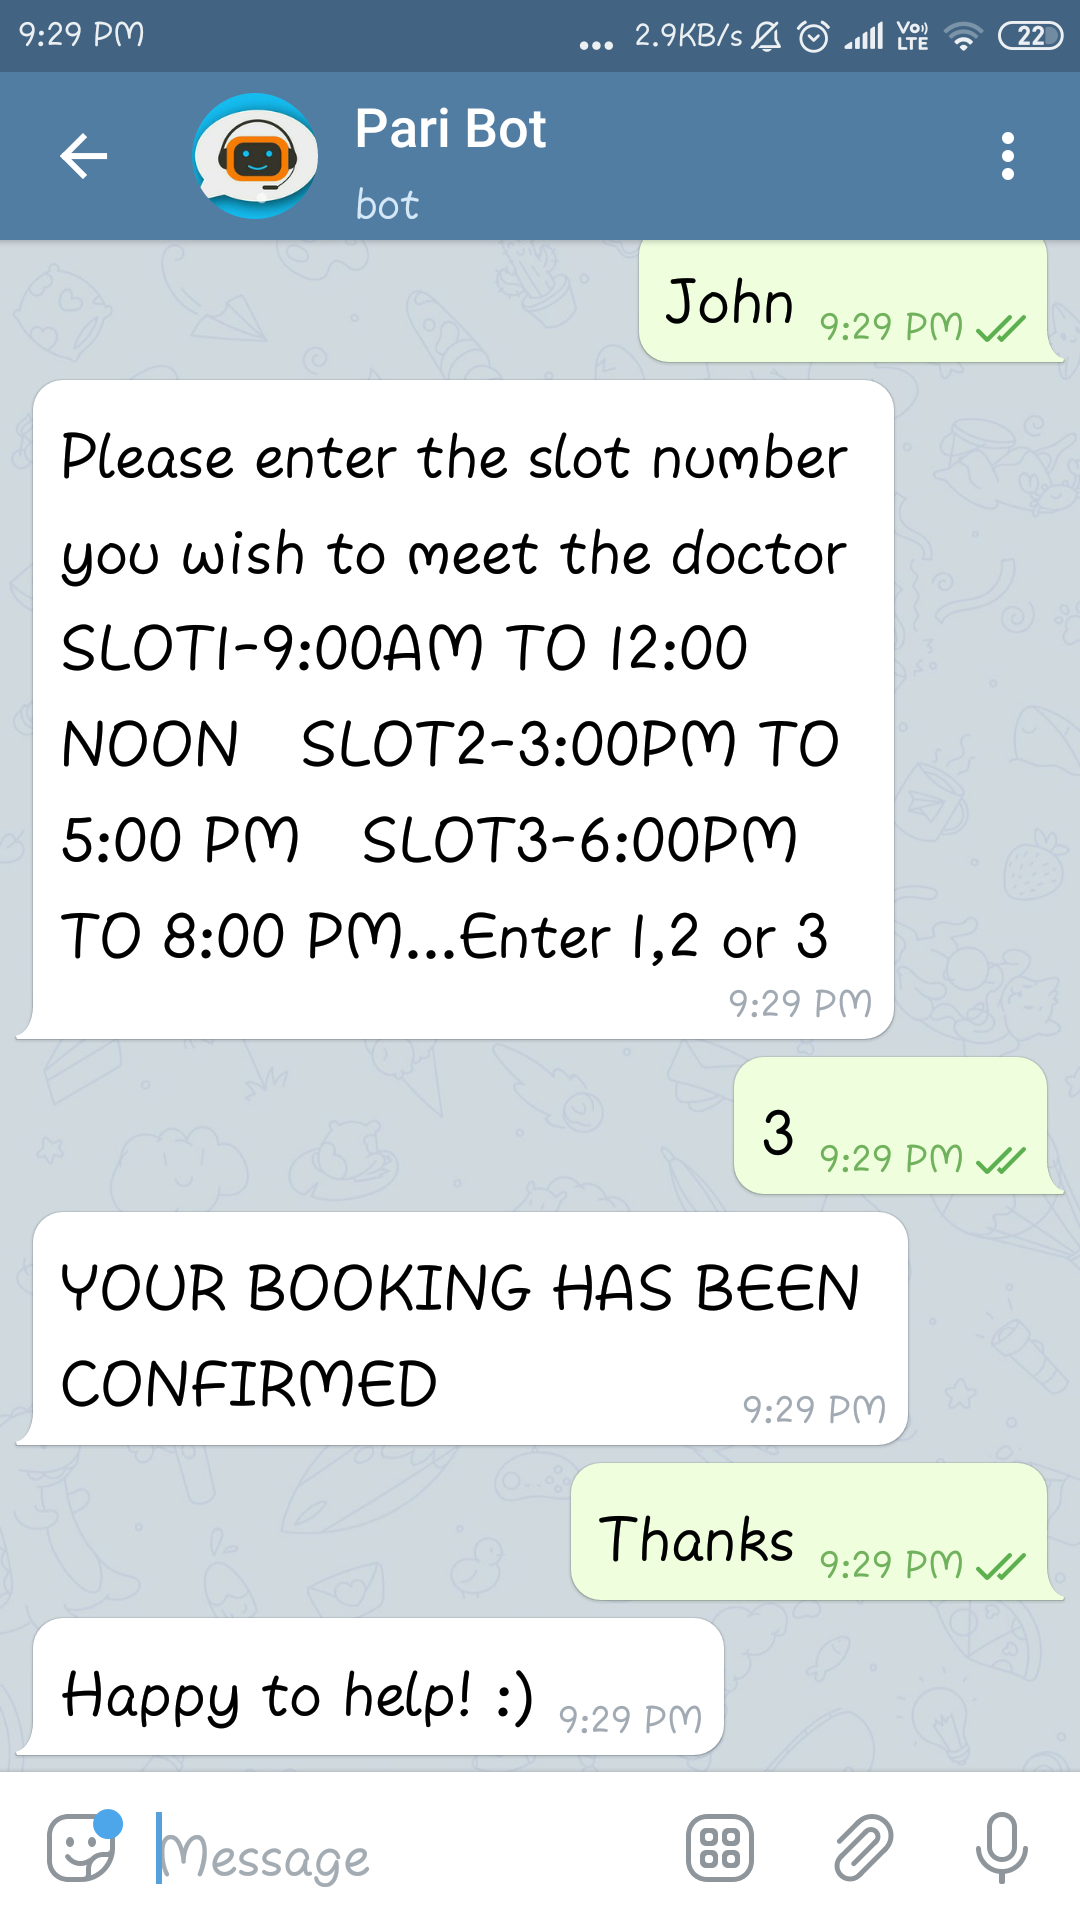 9:29 PM ... 2.9KB/s Vo)) LTE 22
Pari Bot
bot
John 9:29 PM
Please enter the slot number
you wish to meet the doctor
SLOT1-9:00AM TO 12:00
NOON SLOT2-3:00PM TO
5:00 PM SLOT3-6:00PM
TO 8:00 PM...Enter 1,2 or 3
9:29 PM
3 9:29 PM
YOUR BOOKING HAS BEEN
CONFIRMED 9:29 PM
Thanks 9:29 PM
Happy to help! :) 9:29 PM
Message